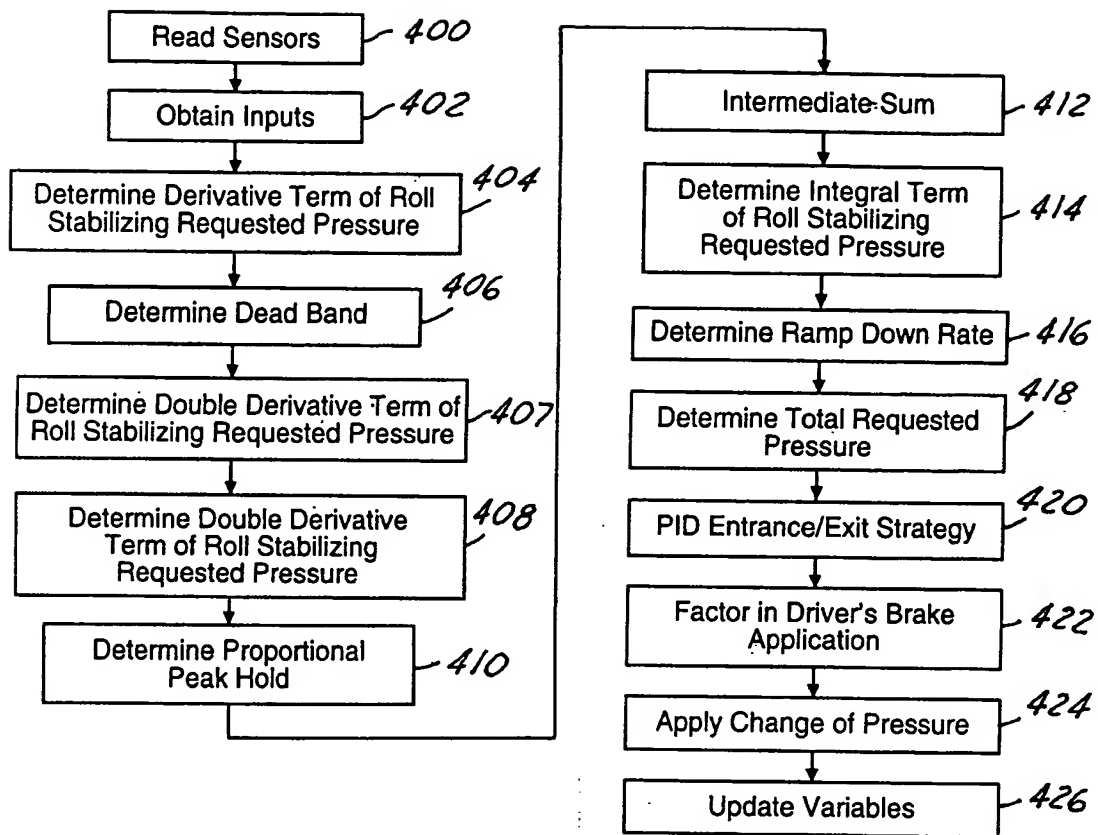 Read Sensors
400
Obtain Inputs
402
Determine Derivative Term of Roll
Stabilizing Requested Pressure
404
Determine Dead Band
406
Determine Double Derivative Term of
Roll Stabilizing Requested Pressure
407
Determine Double Derivative
Term of Roll Stabilizing
Requested Pressure
408
Determine Proportional
Peak Hold
410
Intermediate Sum
412
Determine Integral Term
of Roll Stabilizing
Requested Pressure
414
Determine Ramp Down Rate
416
Determine Total Requested
Pressure
418
PID Entrance/Exit Strategy
420
Factor in Driver's Brake
Application
422
Apply Change of Pressure
424
Update Variables
426